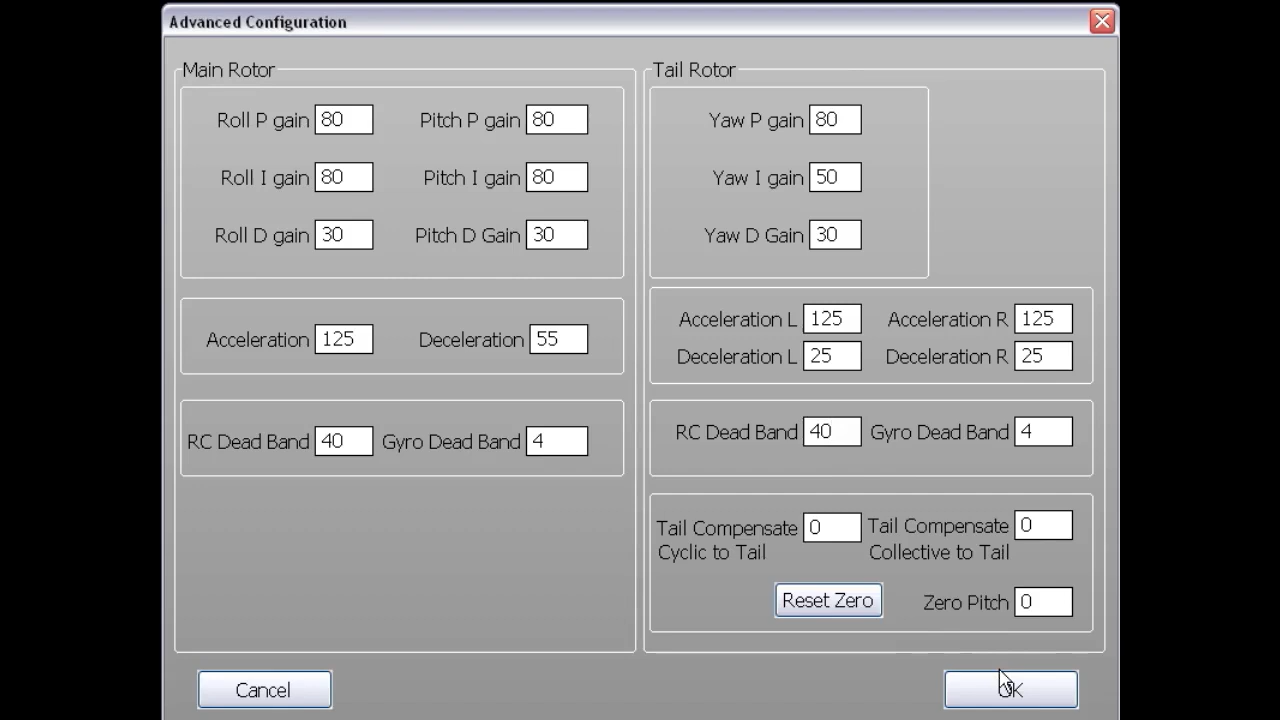 Advanced Configuration
Main Rotor
Roll P gain 80 Pitch P gain 80
Roll I gain 80 Pitch I gain 80
Roll D gain 30 Pitch D Gain 30
Acceleration 125 Deceleration 55
RC Dead Band 40 Gyro Dead Band 4
Tail Rotor
Yaw P gain 80
Yaw I gain 50
Yaw D Gain 30
Acceleration L 125 Acceleration R 125
Deceleration L 25 Deceleration R 25
RC Dead Band 40 Gyro Dead Band 4
Tail Compensate 0 Tail Compensate 0
Cyclic to Tail Collective to Tail
Reset Zero Zero Pitch 0
Cancel OK